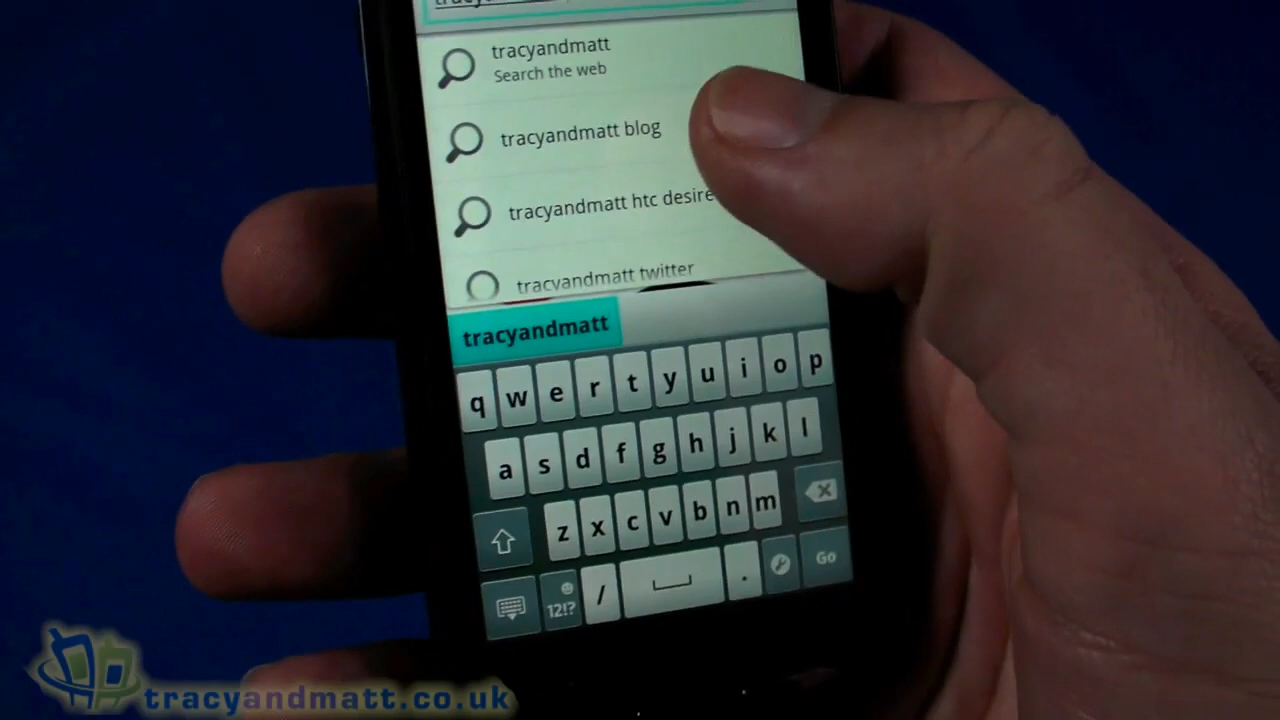 tracyandmatt
Search the web
tracyandmatt blog
tracyandmatt htc desire
tracyandmatt twitter
tracyandmatt
q w e r t y u i o p
a s d f g h j k l
z x c v b n m
12!? / . Go
tracyandmatt.co.uk